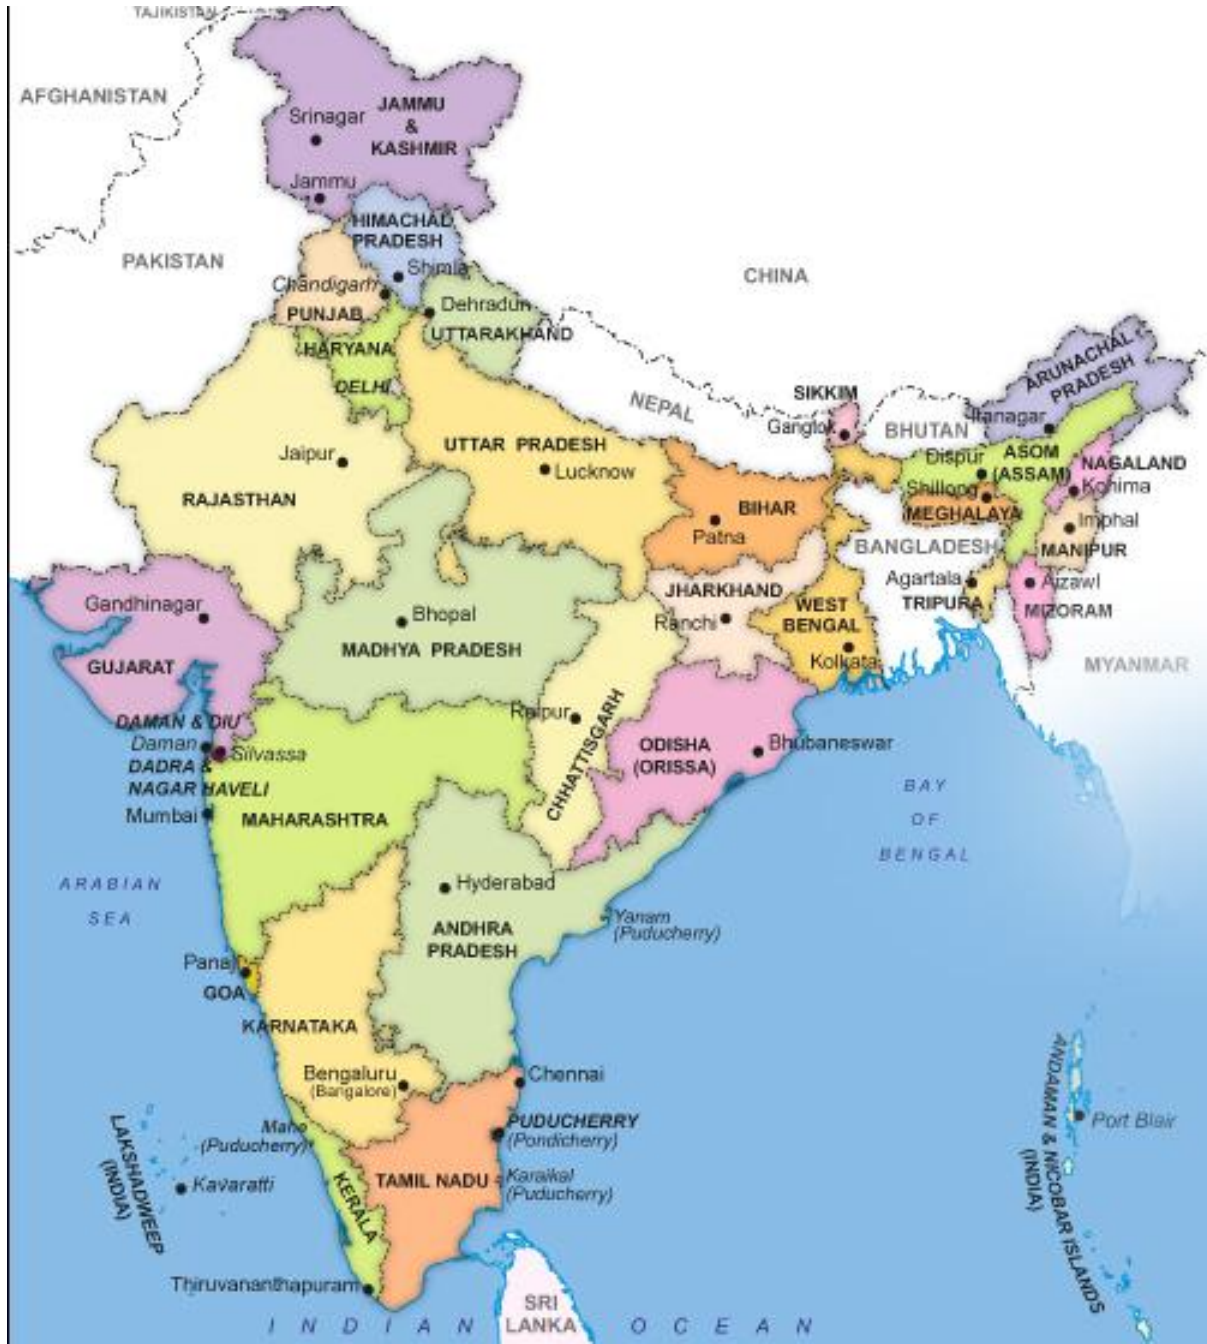 TAJIKISTAN
AFGHANISTAN
JAMMU
&
KASHMIR
Srinagar
Jammu
HIMACHAL
PRADESH
PAKISTAN
Shimla
CHINA
Chandigarh
PUNJAB
Dehradun
UTTARAKHAND
HARYANA
DELHI
ARUNACHAL
PRADESH
SIKKIM
NEPAL
Itanagar
Gangtok
BHUTAN
UTTAR PRADESH
Jaipur
Lucknow
Dispur
ASOM
(ASSAM)
NAGALAND
RAJASTHAN
Shillong
Kohima
BIHAR
MEGHALAYA
Patna
Imphal
BANGLADESH
MANIPUR
Agartala
Aizawl
JHARKHAND
WEST
BENGAL
TRIPURA
MIZORAM
Gandhinagar
Bhopal
Ranchi
MADHYA PRADESH
Kolkata
GUJARAT
MYANMAR
Raipur
CHHATTISGARH
DAMAN & DIU
Daman
Silvassa
DADRA &
NAGAR HAVELI
ODISHA
(ORISSA)
Bhubaneswar
Mumbai
MAHARASHTRA
BAY
OF
BENGAL
ARABIAN
SEA
Hyderabad
Yanam
(Puducherry)
ANDHRA
PRADESH
Panaji
GOA
KARNATAKA
Bengaluru
(Bangalore)
Chennai
ANDAMAN & NICOBAR ISLANDS
(INDIA)
Port Blair
LAKSHADWEEP
(INDIA)
Mahe
(Puducherry)
PUDUCHERRY
(Pondicherry)
Kavaratti
KERALA
TAMIL NADU
Karaikal
(Puducherry)
Thiruvananthapuram
SRI
LANKA
INDIAN OCEAN